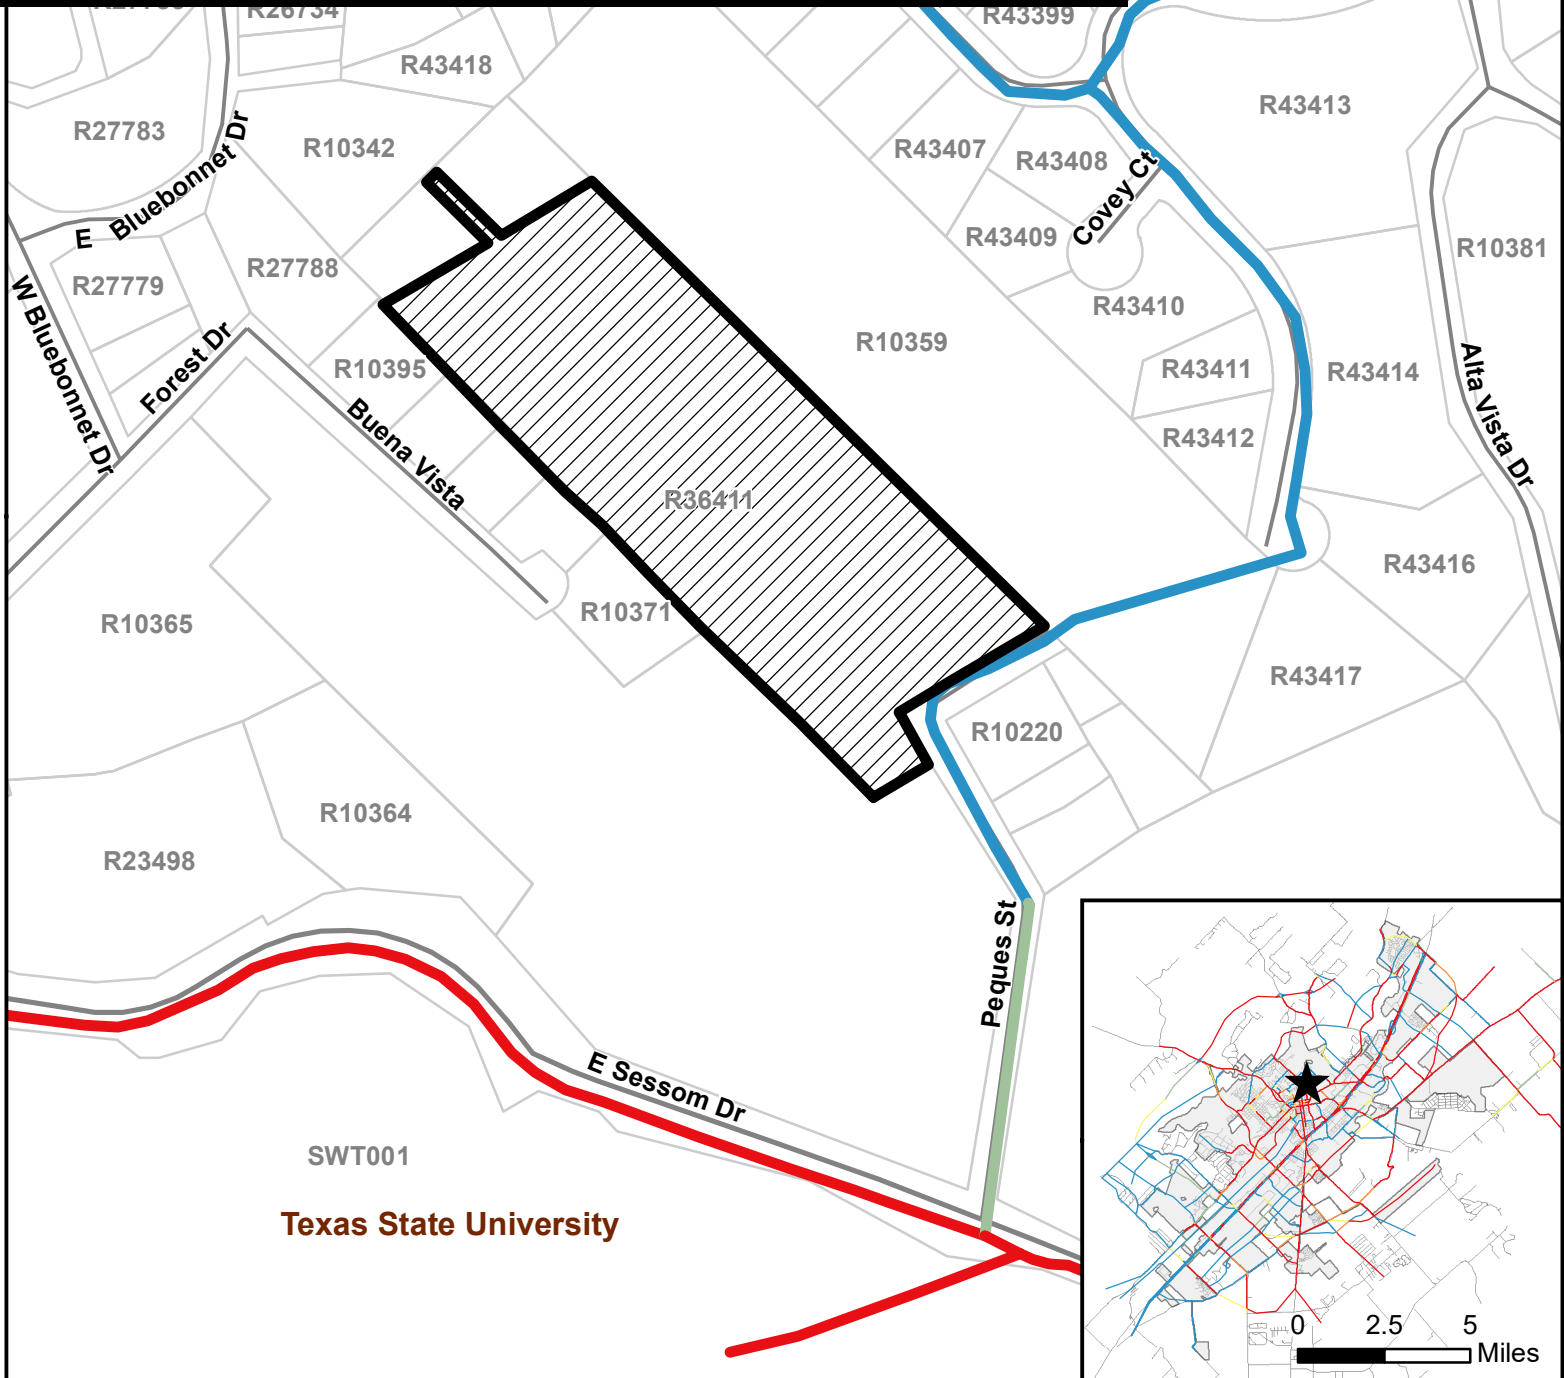 R26734
R43399
R43418
R27783
R10342
R43407
R43408
R43413
E Bluebonnet Dr
Covey Ct
R43409
R10381
R27788
R27779
R43410
W Bluebonnet Dr
Forest Dr
R10359
R10395
R43411
R43414
Alta Vista Dr
Buena Vista
R43412
R36411
R43416
R10371
R10365
R43417
R10220
R10364
R23498
Peques St
E Sessom Dr
SWT001
Texas State University
0 2.5 5
Miles